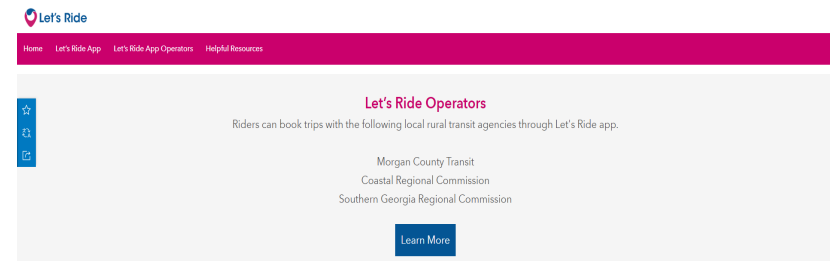 Let's Ride
Home Let's Ride App Let's Ride App Operators Helpful Resources
Let's Ride Operators
Riders can book trips with the following local rural transit agencies through Let's Ride app.
Morgan County Transit
Coastal Regional Commission
Southern Georgia Regional Commission
Learn More